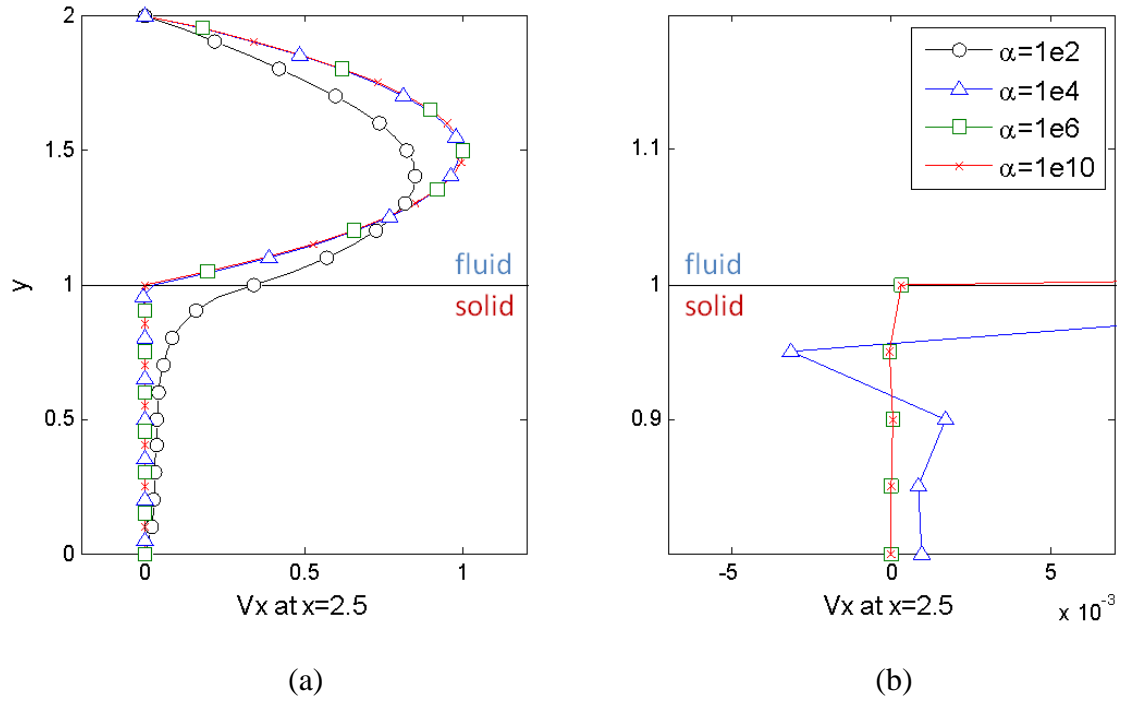 2
1.5
1
0.5
0
y
fluid
solid
0
0.5
1
Vx at x=2.5
(a)
α=1e2
α=1e4
α=1e6
α=1e10
1.1
1
0.9
fluid
solid
-5
0
5
Vx at x=2.5
x 10⁻³
(b)